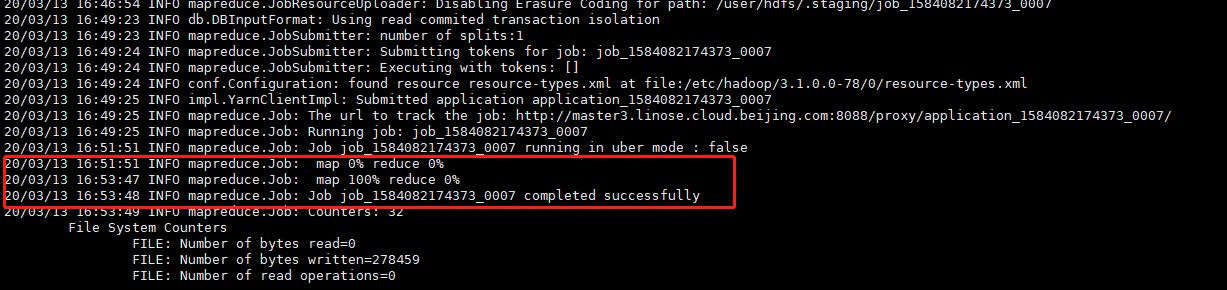 20/03/13 16:46:54 INFO mapreduce.JobResourceUploader: Disabling Erasure Coding for path: /user/hdfs/.staging/job_1584082174373_0007
20/03/13 16:49:23 INFO db.DBInputFormat: Using read commited transaction isolation
20/03/13 16:49:23 INFO mapreduce.JobSubmitter: number of splits:1
20/03/13 16:49:24 INFO mapreduce.JobSubmitter: Submitting tokens for job: job_1584082174373_0007
20/03/13 16:49:24 INFO mapreduce.JobSubmitter: Executing with tokens: []
20/03/13 16:49:24 INFO conf.Configuration: found resource resource-types.xml at file:/etc/hadoop/3.1.0.0-78/0/resource-types.xml
20/03/13 16:49:25 INFO impl.YarnClientImpl: Submitted application application_1584082174373_0007
20/03/13 16:49:25 INFO mapreduce.Job: The url to track the job: http://master3.linose.cloud.beijing.com:8088/proxy/application_1584082174373_0007/
20/03/13 16:49:25 INFO mapreduce.Job: Running job: job_1584082174373_0007
20/03/13 16:51:51 INFO mapreduce.Job: Job job_1584082174373_0007 running in uber mode : false
20/03/13 16:51:51 INFO mapreduce.Job:  map 0% reduce 0%
20/03/13 16:53:47 INFO mapreduce.Job:  map 100% reduce 0%
20/03/13 16:53:48 INFO mapreduce.Job: Job job_1584082174373_0007 completed successfully
20/03/13 16:53:49 INFO mapreduce.Job: Counters: 32
File System Counters
FILE: Number of bytes read=0
FILE: Number of bytes written=278459
FILE: Number of read operations=0